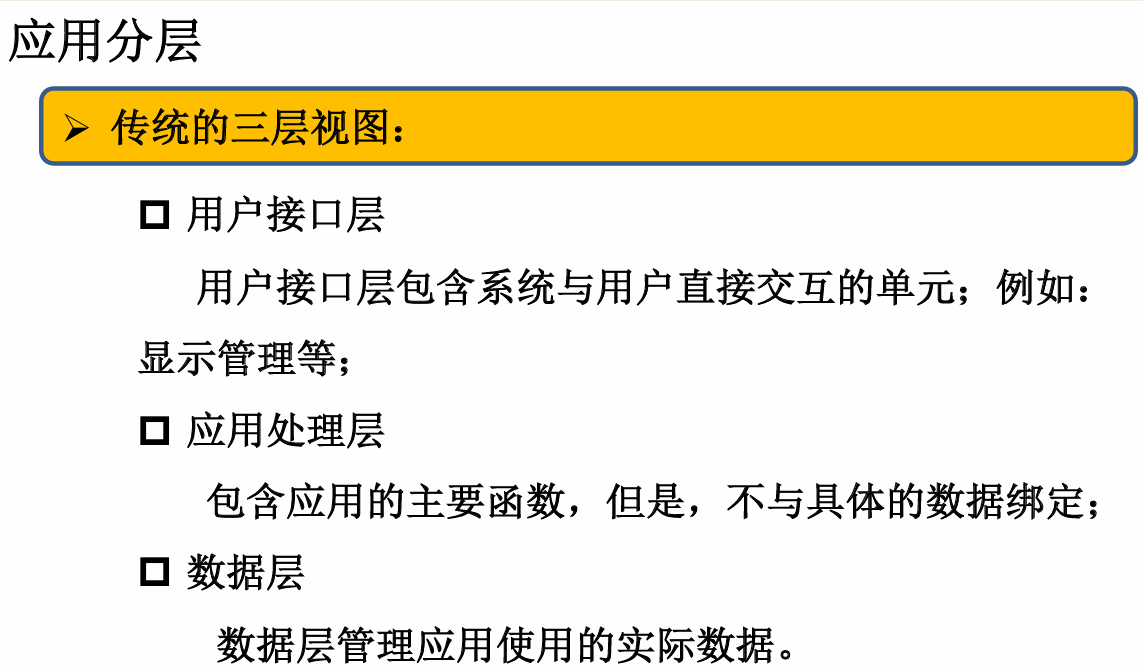 应用分层
传统的三层视图：
用户接口层
用户接口层包含系统与用户直接交互的单元；例如：
显示管理等；
应用处理层
包含应用的主要函数，但是，不与具体的数据绑定；
数据层
数据层管理应用使用的实际数据。